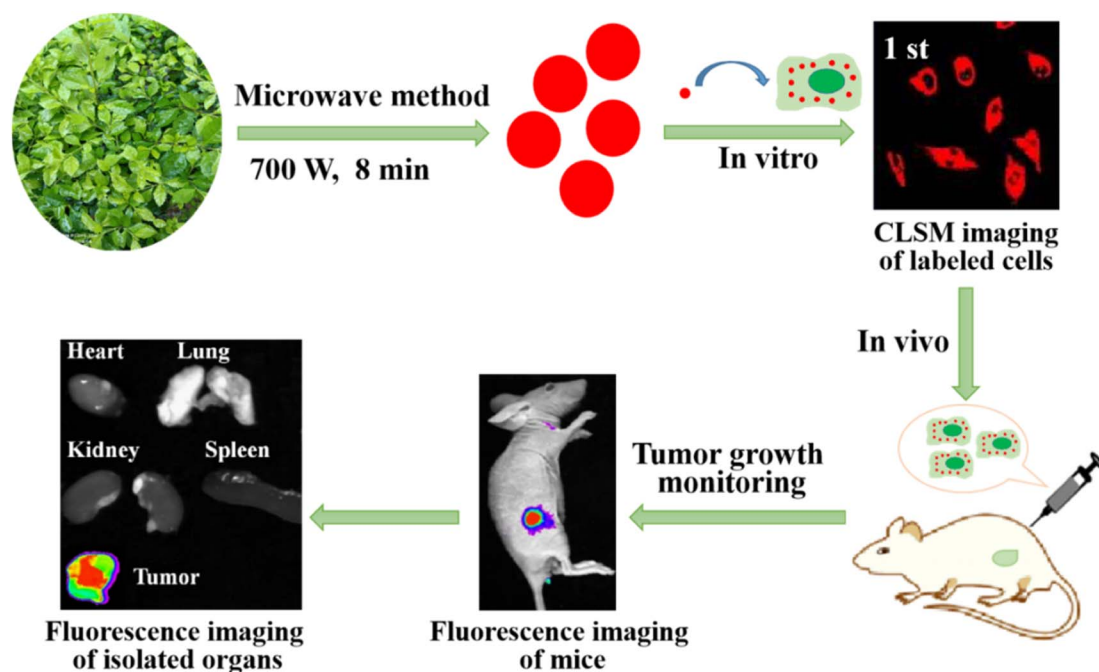 Microwave method
700 W, 8 min
In vitro
1 st
CLSM imaging
of labeled cells
In vivo
Tumor growth
monitoring
Fluorescence imaging
of mice
Heart
Lung
Kidney
Spleen
Tumor
Fluorescence imaging
of isolated organs